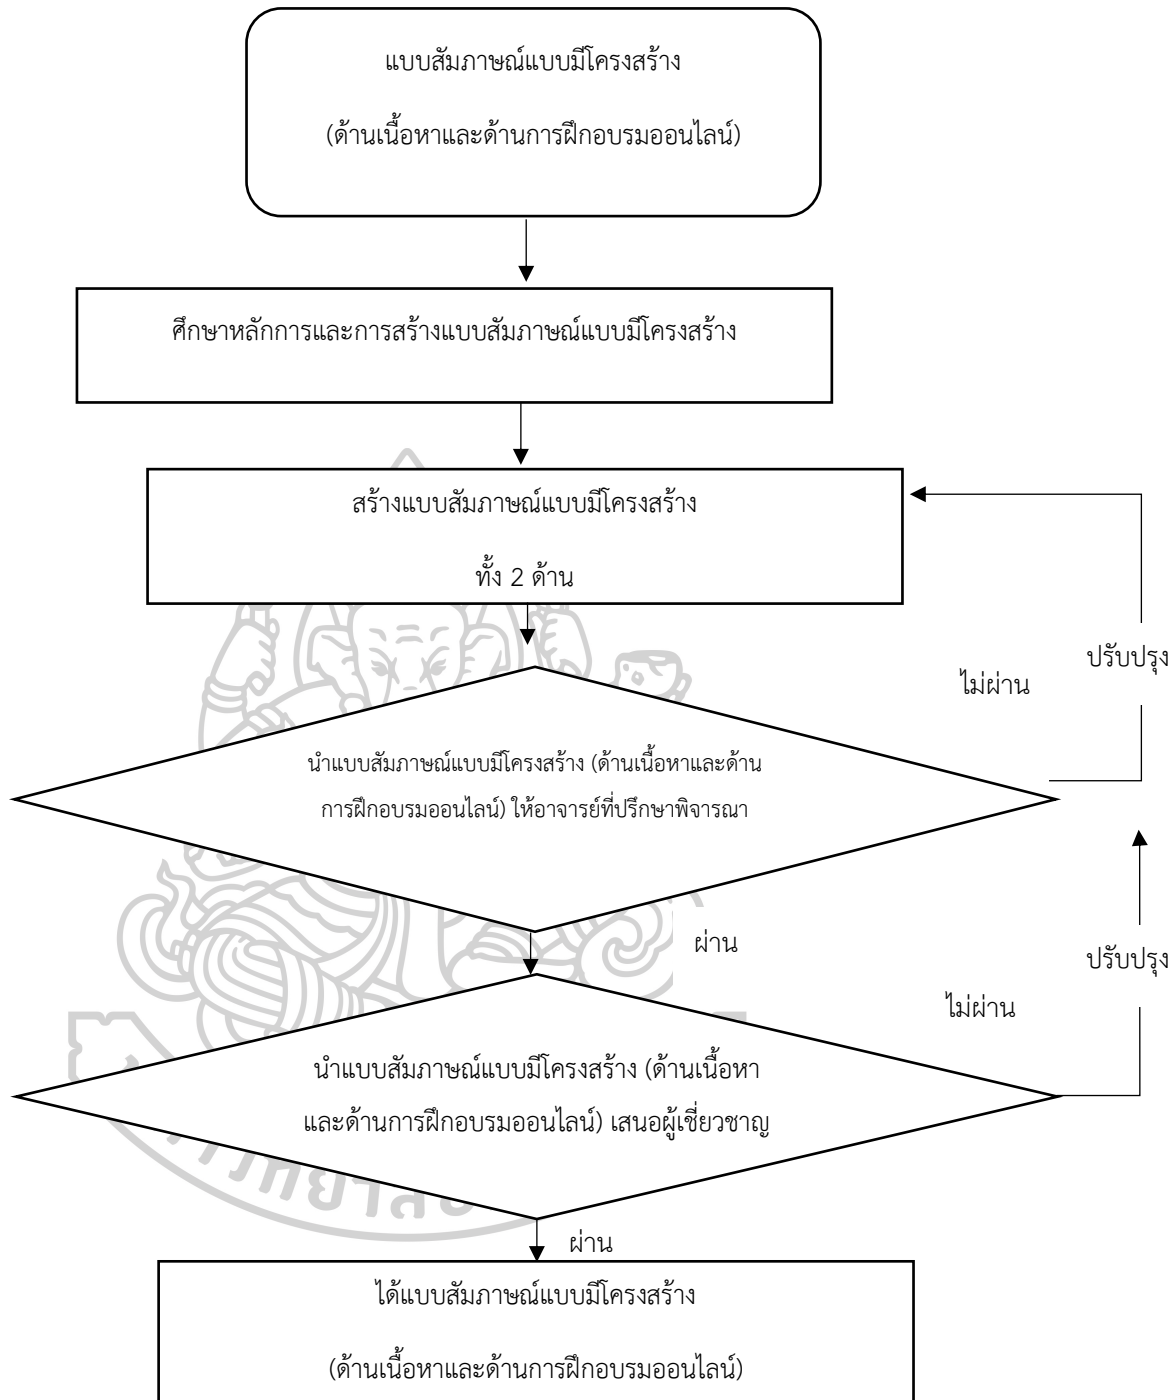 แบบสัมภาษณ์แบบมีโครงสร้าง
(ด้านเนื้อหาและด้านการฝึกอบรมออนไลน์)
ศึกษาหลักการและการสร้างแบบสัมภาษณ์แบบมีโครงสร้าง
สร้างแบบสัมภาษณ์แบบมีโครงสร้าง
ทั้ง 2 ด้าน
ปรับปรุง
ไม่ผ่าน
นำแบบสัมภาษณ์แบบมีโครงสร้าง (ด้านเนื้อหาและด้าน
การฝึกอบรมออนไลน์) ให้อาจารย์ที่ปรึกษาพิจารณา
ผ่าน
ปรับปรุง
ไม่ผ่าน
นำแบบสัมภาษณ์แบบมีโครงสร้าง (ด้านเนื้อหา
และด้านการฝึกอบรมออนไลน์) เสนอผู้เชี่ยวชาญ
ผ่าน
ได้แบบสัมภาษณ์แบบมีโครงสร้าง
(ด้านเนื้อหาและด้านการฝึกอบรมออนไลน์)